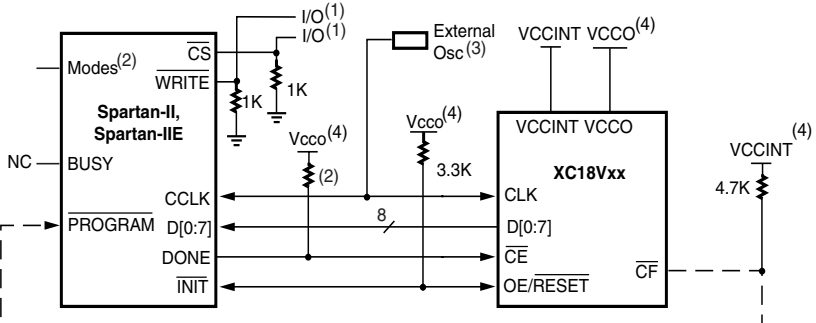 I/O(1)
I/O(1)
External
Osc(3)
VCCINT VCCO(4)
CS
Modes(2)
WRITE
1K
1K
Spartan-II,
Spartan-IIE
Vcco(4)
Vcco(4)
VCCINT VCCO
VCCINT(4)
NC
BUSY
(2)
3.3K
XC18Vxx
4.7K
CCLK
CLK
PROGRAM
D[0:7]
8
D[0:7]
DONE
CE
CF
INIT
OE/RESET